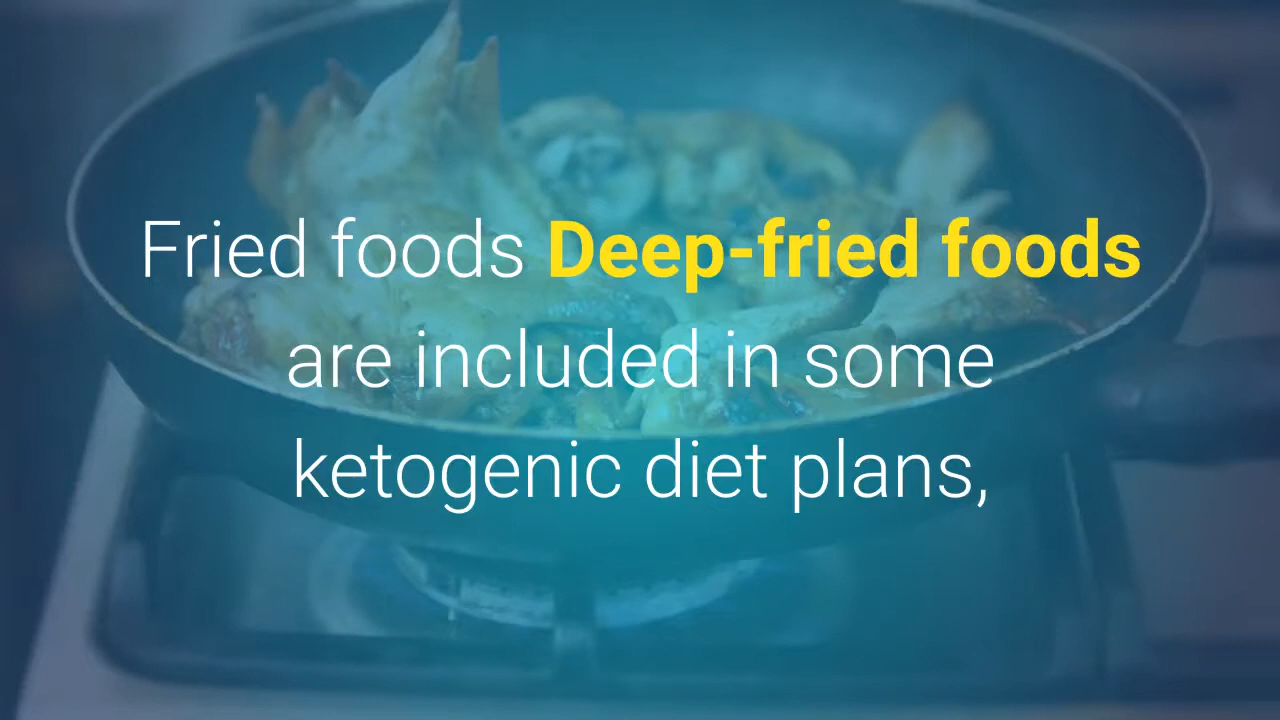 Fried foods Deep-fried foods
are included in some
ketogenic diet plans,